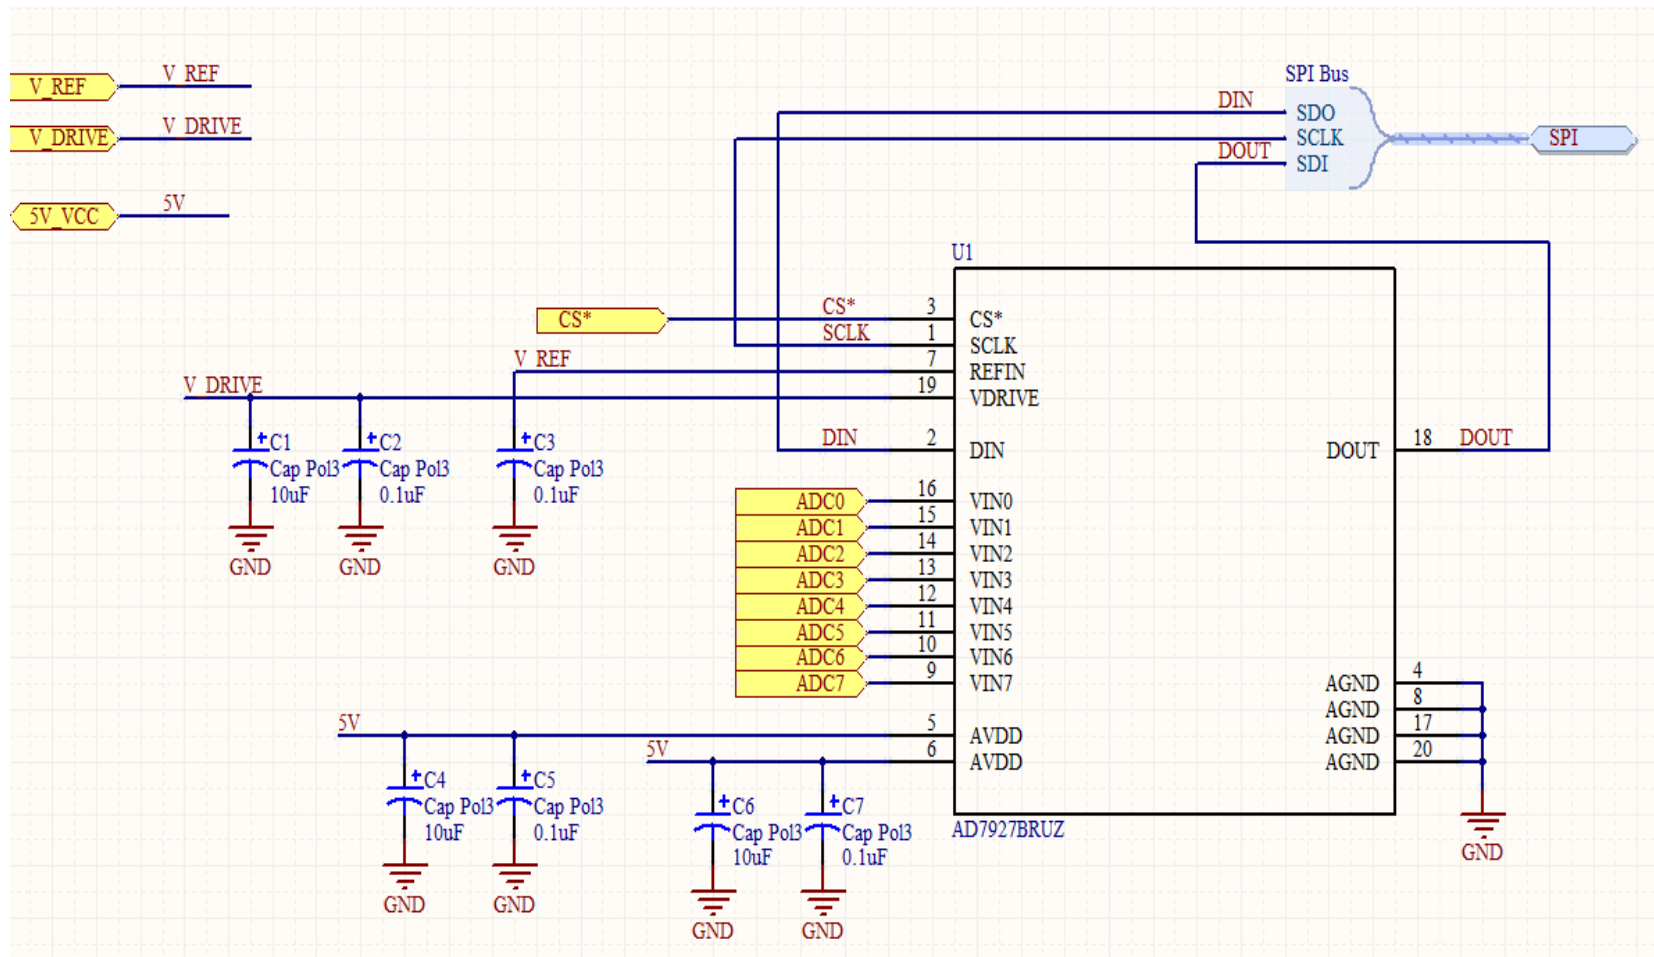 V_REF V_REF
V_DRIVE V_DRIVE
5V_VCC 5V
SPI Bus
DIN SDO
SCLK SPI
DOUT SDI
U1
CS* CS* 3 CS*
SCLK 1 SCLK
V_REF 7 REFIN
V_DRIVE 19 VDRIVE
DIN 2 DIN
DOUT 18 DOUT
C1
Cap Pol3
10uF
GND
C2
Cap Pol3
0.1uF
GND
C3
Cap Pol3
0.1uF
GND
ADC0 16 VIN0
ADC1 15 VIN1
ADC2 14 VIN2
ADC3 13 VIN3
ADC4 12 VIN4
ADC5 11 VIN5
ADC6 10 VIN6
ADC7 9 VIN7
AGND 4
AGND 8
AGND 17
AGND 20
GND
5V 5 AVDD
5V 6 AVDD
C4
Cap Pol3
10uF
GND
C5
Cap Pol3
0.1uF
GND
C6
Cap Pol3
10uF
GND
C7
Cap Pol3
0.1uF
GND
AD7927BRUZ